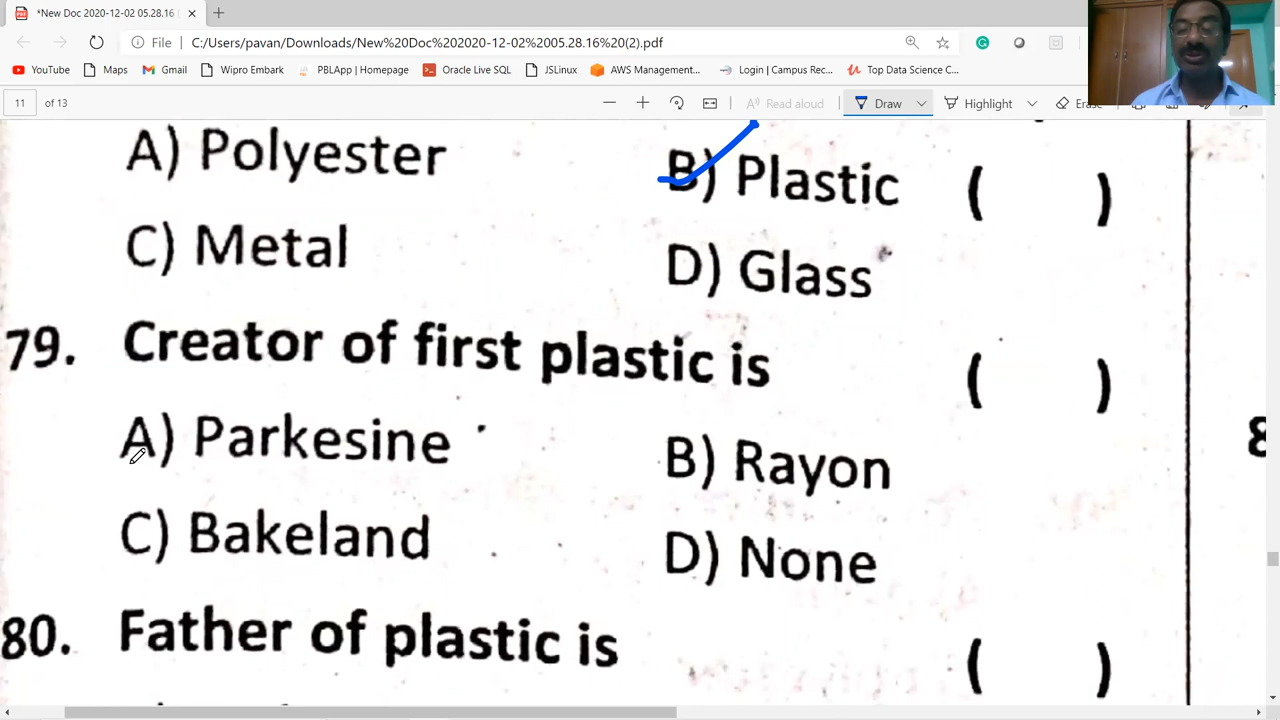 *New Doc 2020-12-02 05.28.16
File C:/Users/pavan/Downloads/New%20Doc%202020-12-02%2005.28.16%20(2).pdf
YouTube Maps Gmail Wipro Embark PBLApp | Homepage Oracle Live SQL JSLinux AWS Management... Login | Campus Rec... Top Data Science C...
11 of 13 Read aloud Draw Highlight Erase
A) Polyester B) Plastic ( )
C) Metal D) Glass
79. Creator of first plastic is ( )
A) Parkesine B) Rayon
C) Bakeland D) None
80. Father of plastic is ( )